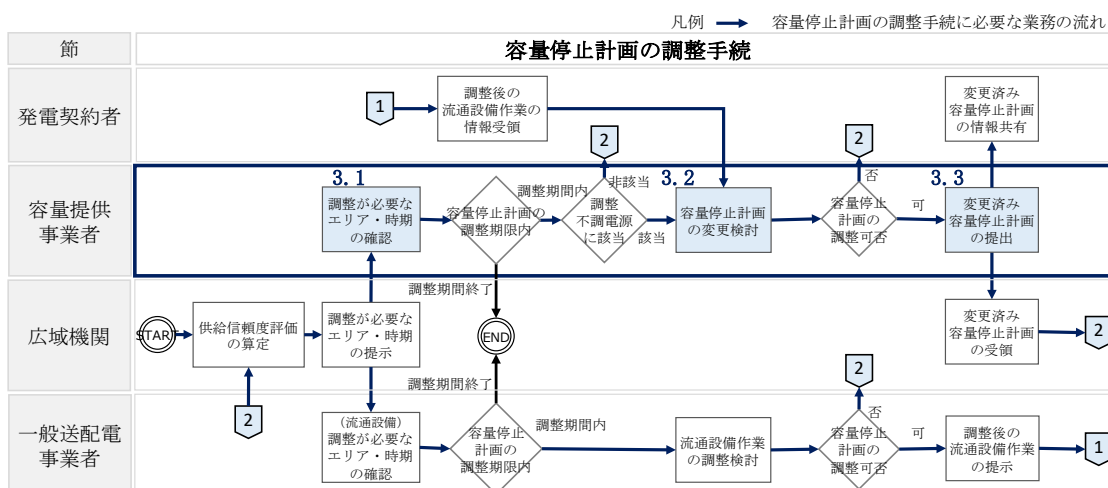 凡例
容量停止計画の調整手続に必要な業務の流れ
節
容量停止計画の調整手続
発電契約者
1
調整後の
流通設備作業の
情報受領
2
2
変更済み
容量停止計画
の情報共有
容量提供
事業者
3.1
調整が必要な
エリア・時期
の確認
容量停止計画の
調整期限内
調整期間内
調整期間終了
調整
不調電源
に該当
非該当
該当
3.2
容量停止計画
の変更検討
容量停止
計画の
調整可否
否
可
3.3
変更済み
容量停止計画
の提出
広域機関
START
供給信頼度評価
の算定
調整が必要な
エリア・時期
の提示
END
変更済み
容量停止計画
の受領
2
一般送配電
事業者
2
(流通設備)
調整が必要な
エリア・時期
の確認
調整期間終了
容量停止
計画の
調整期限内
調整期間内
流通設備作業
の調整検討
2
否
容量停止
計画の
調整可否
可
調整後の
流通設備作業
の提示
1